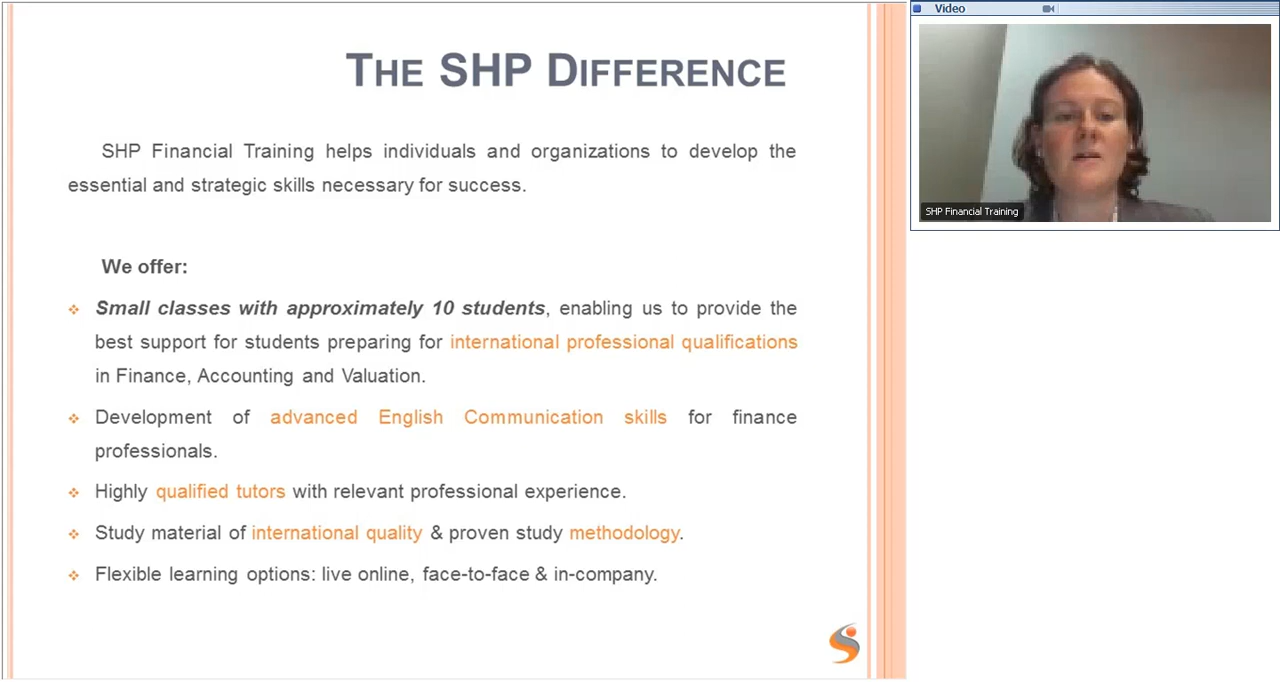 THE SHP DIFFERENCE
SHP Financial Training helps individuals and organizations to develop the
essential and strategic skills necessary for success.
We offer:
Small classes with approximately 10 students, enabling us to provide the
best support for students preparing for international professional qualifications
in Finance, Accounting and Valuation.
Development of advanced English Communication skills for finance
professionals.
Highly qualified tutors with relevant professional experience.
Study material of international quality & proven study methodology.
Flexible learning options: live online, face-to-face & in-company.
Video
SHP Financial Training